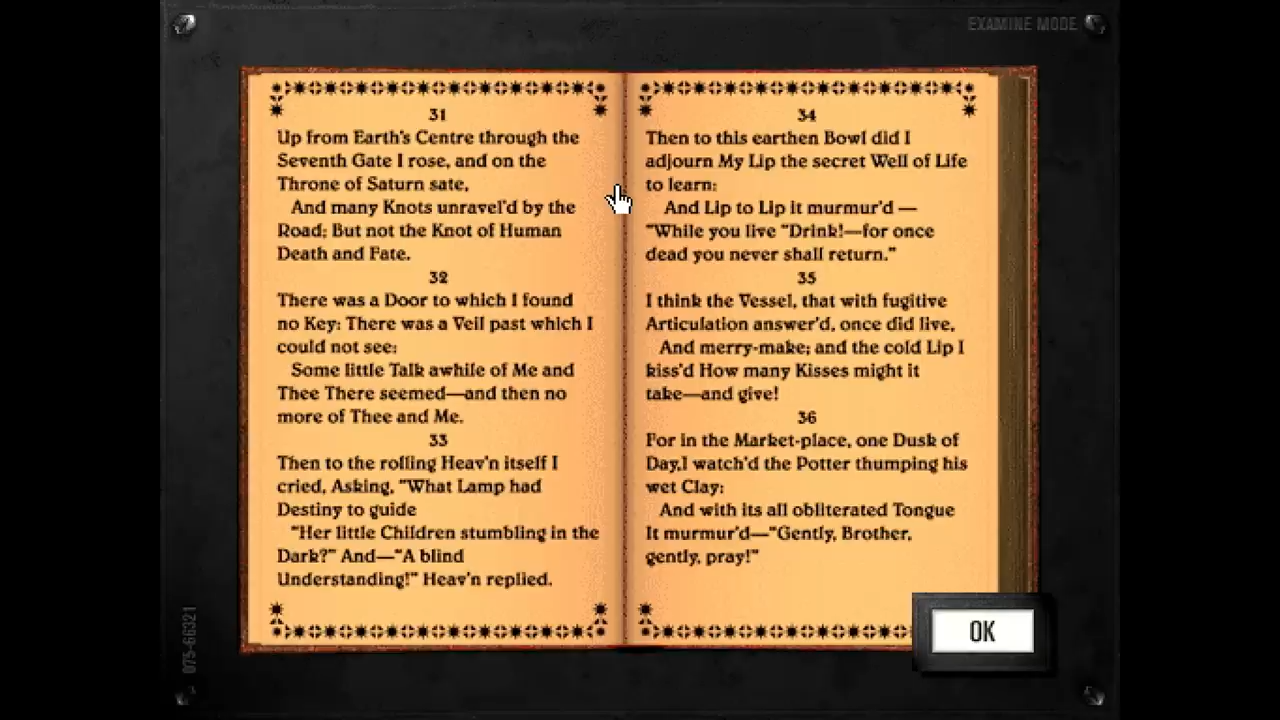 EXAMINE MODE
31
Up from Earth's Centre through the
Seventh Gate I rose, and on the
Throne of Saturn sate,
And many Knots unravel'd by the
Road; But not the Knot of Human
Death and Fate.
32
There was a Door to which I found
no Key: There was a Veil past which I
could not see:
Some little Talk awhile of Me and
Thee There seemed—and then no
more of Thee and Me.
33
Then to the rolling Heav'n itself I
cried, Asking, "What Lamp had
Destiny to guide
"Her little Children stumbling in the
Dark?" And—"A blind
Understanding!" Heav'n replied.
34
Then to this earthen Bowl did I
adjourn My Lip the secret Well of Life
to learn:
And Lip to Lip it murmur'd —
"While you live "Drink!—for once
dead you never shall return."
35
I think the Vessel, that with fugitive
Articulation answer'd, once did live,
And merry-make; and the cold Lip I
kiss'd How many Kisses might it
take—and give!
36
For in the Market-place, one Dusk of
Day,I watch'd the Potter thumping his
wet Clay:
And with its all obliterated Tongue
It murmur'd—"Gently, Brother,
gently, pray!"
075-66321
OK